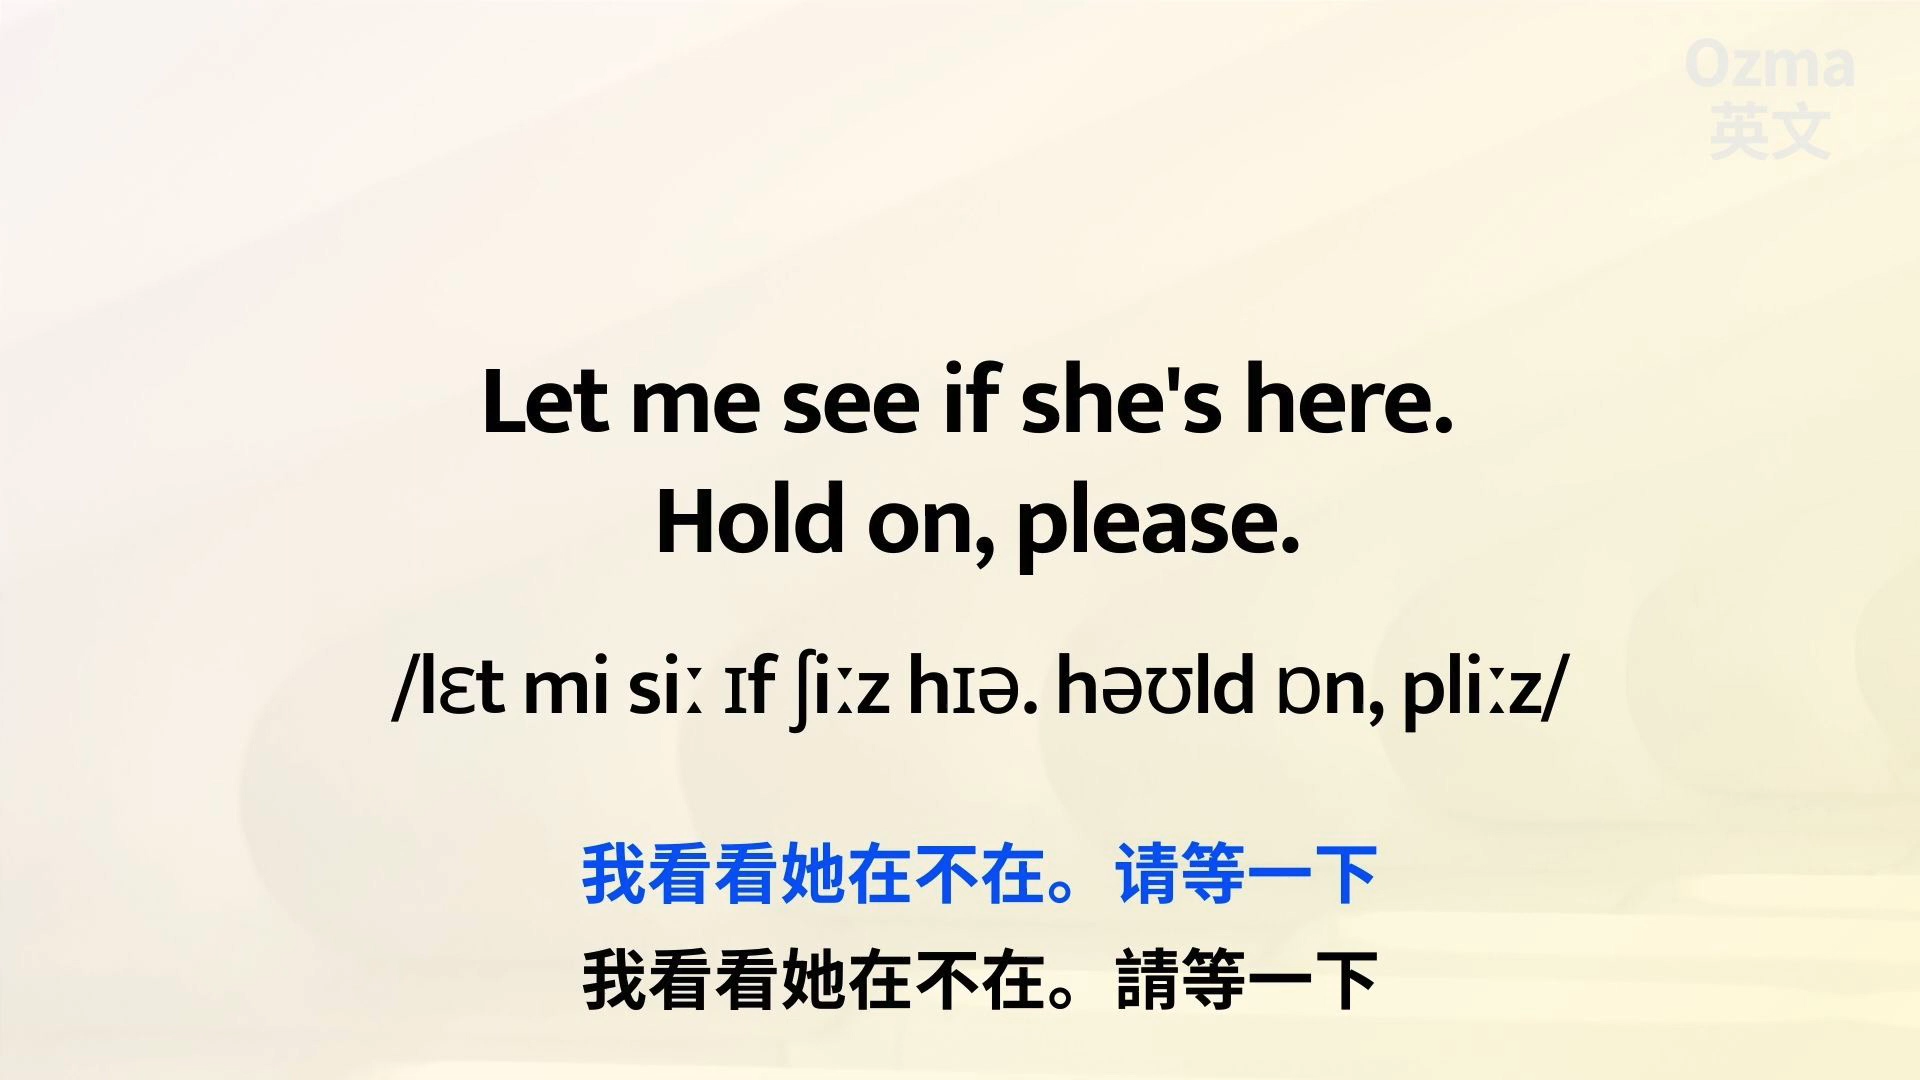 Ozma
英文
Let me see if she's here.
Hold on, please.
/lɛt mi siː ɪf ʃiːz hɪə. həʊld ɒn, pliːz/
我看看她在不在。请等一下
我看看她在不在。請等一下